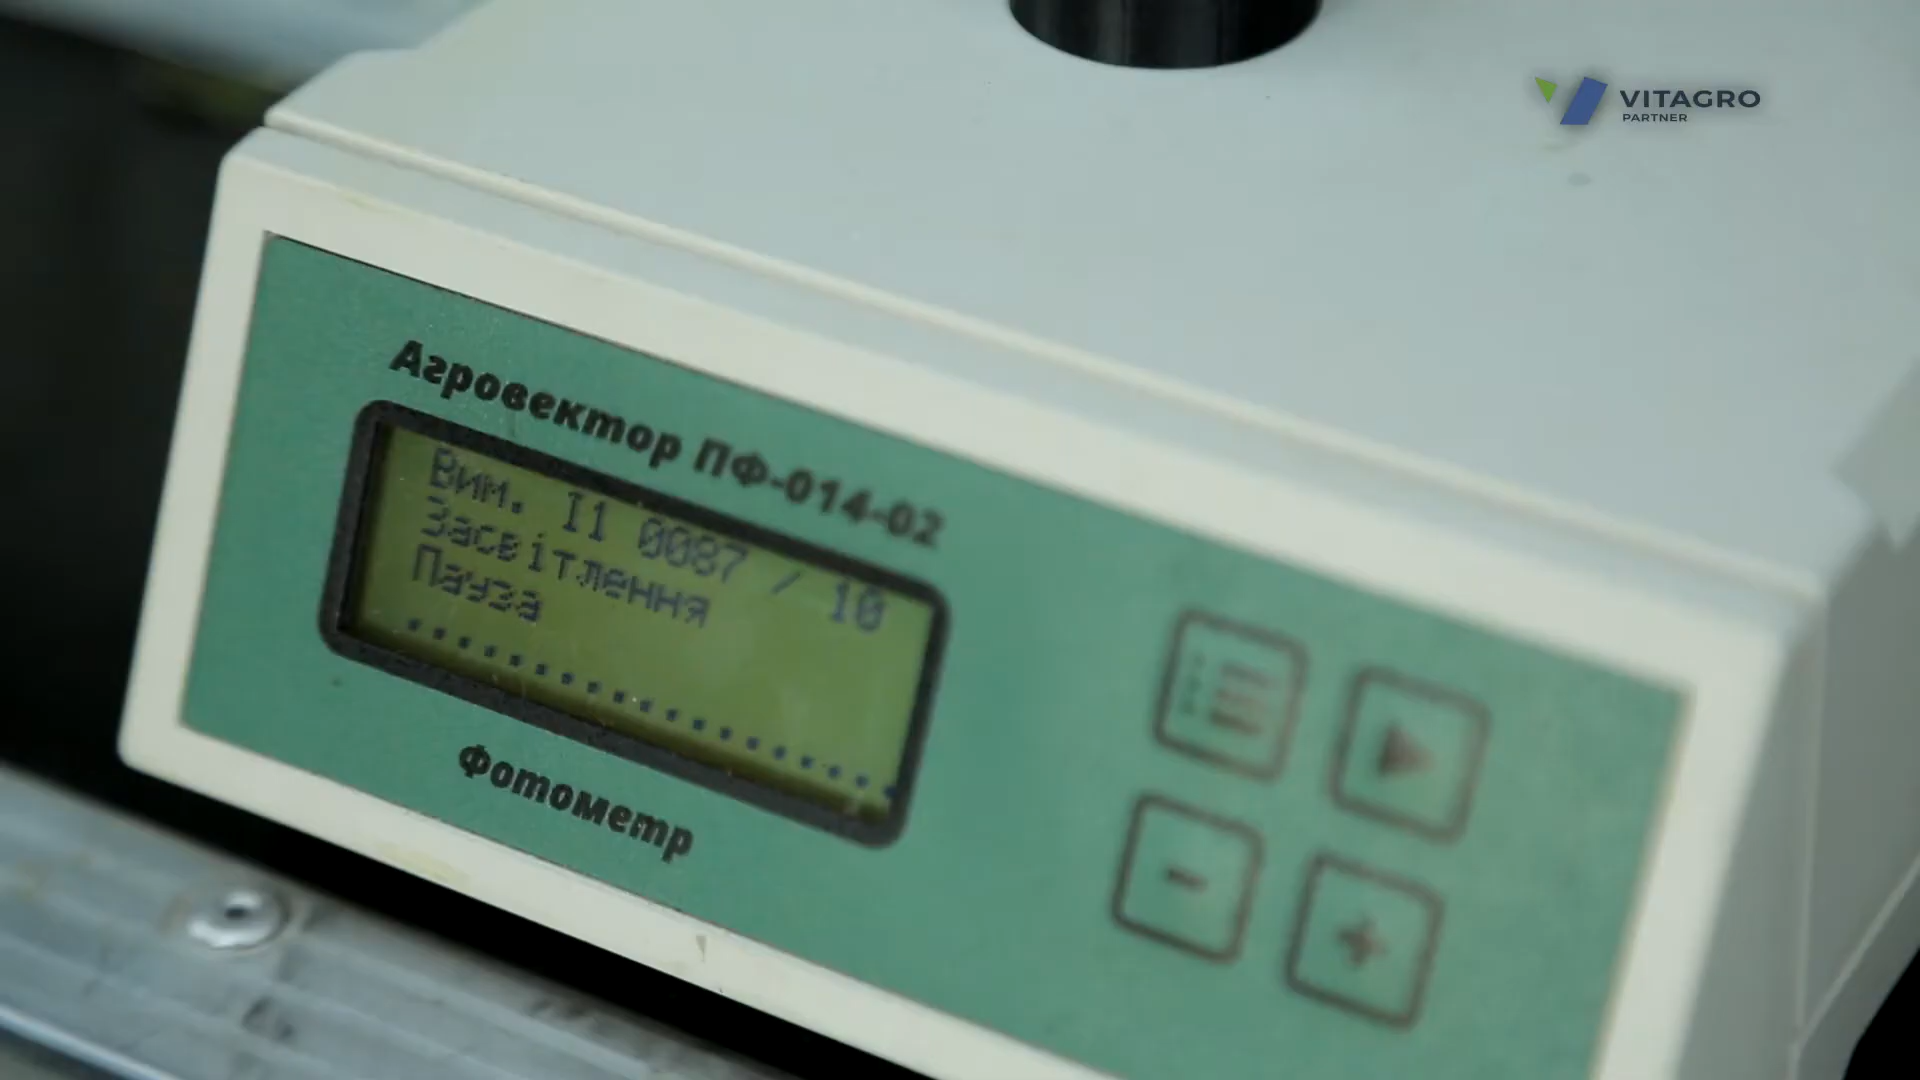 VITAGRO
PARTNER
Агровектор ПФ-014-02
Вим. I1 0087 / 10
Засвітлення
Пауза
Фотометр